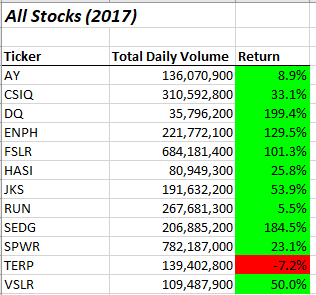 All Stocks (2017)
Ticker Total Daily Volume Return
AY 136,070,900 8.9%
CSIQ 310,592,800 33.1%
DQ 35,796,200 199.4%
ENPH 221,772,100 129.5%
FSLR 684,181,400 101.3%
HASI 80,949,300 25.8%
JKS 191,632,200 53.9%
RUN 267,681,300 5.5%
SEDG 206,885,200 184.5%
SPWR 782,187,000 23.1%
TERP 139,402,800 -7.2%
VSLR 109,487,900 50.0%